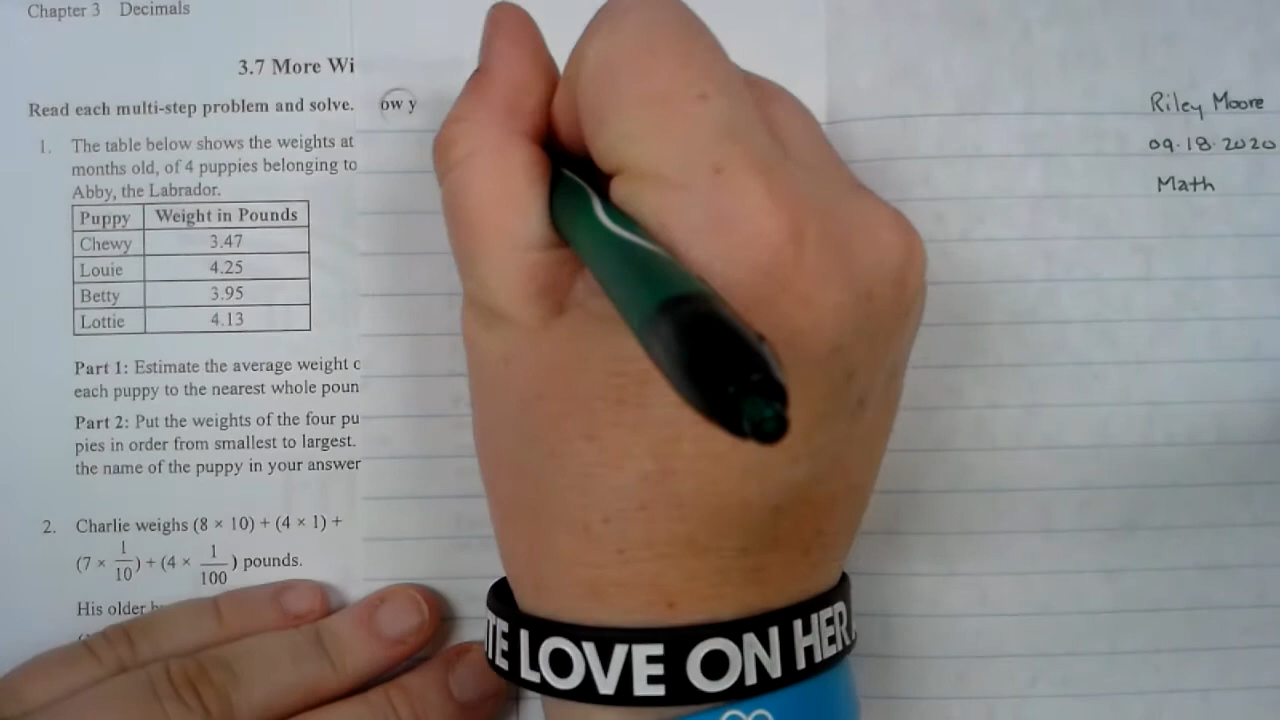 Chapter 3 Decimals
3.7 More Wi
Read each multi-step problem and solve.
ow y
1. The table below shows the weights at
months old, of 4 puppies belonging to
Abby, the Labrador.
Puppy Weight in Pounds
Chewy 3.47
Louie 4.25
Betty 3.95
Lottie 4.13
Part 1: Estimate the average weight
each puppy to the nearest whole poun
Part 2: Put the weights of the four pu
pies in order from smallest to largest.
the name of the puppy in your answer
2. Charlie weighs (8 × 10) + (4 × 1) +
(7 × 1/10) + (4 × 1/100) pounds.
His older
Riley Moore
09.18.2020
Math
TE LOVE ON HER